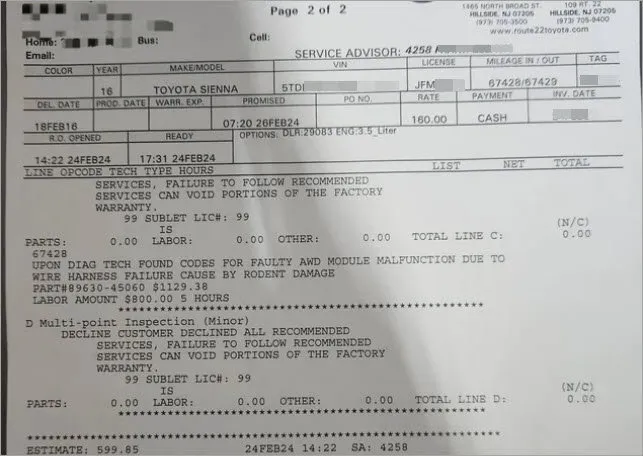 Page 2 of 2
1465 NORTH BROAD ST. 109 RT. 22
HILLSIDE, NJ 07205 HILLSIDE, NJ 07205
(973) 705-3500 (973) 705-9400
www.route22toyota.com
Home: Bus: Cell:
Email: SERVICE ADVISOR: 4258
COLOR YEAR MAKE/MODEL VIN LICENSE MILEAGE IN / OUT TAG
16 TOYOTA SIENNA 5TD JFM 67428/67429
DEL. DATE PROD. DATE WARR. EXP. PROMISED PO NO. RATE PAYMENT INV. DATE
18FEB16 07:20 26FEB24 160.00 CASH
R.O. OPENED READY OPTIONS: DLR:29083 ENG:3.5_Liter
14:22 24FEB24 17:31 24FEB24
LINE OPCODE TECH TYPE HOURS LIST NET TOTAL
SERVICES, FAILURE TO FOLLOW RECOMMENDED
SERVICES CAN VOID PORTIONS OF THE FACTORY
WARRANTY.
99 SUBLET LIC#: 99
IS (N/C)
PARTS: 0.00 LABOR: 0.00 OTHER: 0.00 TOTAL LINE C: 0.00
67428
UPON DIAG TECH FOUND CODES FOR FAULTY AWD MODULE MALFUNCTION DUE TO
WIRE HARNESS FAILURE CAUSE BY RODENT DAMAGE
PART#89630-45060 $1129.38
LABOR AMOUNT $800.00 5 HOURS
****************************************************
D Multi-point Inspection (Minor)
DECLINE CUSTOMER DECLINED ALL RECOMMENDED
SERVICES, FAILURE TO FOLLOW RECOMMENDED
SERVICES CAN VOID PORTIONS OF THE FACTORY
WARRANTY.
99 SUBLET LIC#: 99
IS (N/C)
PARTS: 0.00 LABOR: 0.00 OTHER: 0.00 TOTAL LINE D: 0.00
****************************************************
****************************************************************
ESTIMATE: 599.85 24FEB24 14:22 SA: 4258